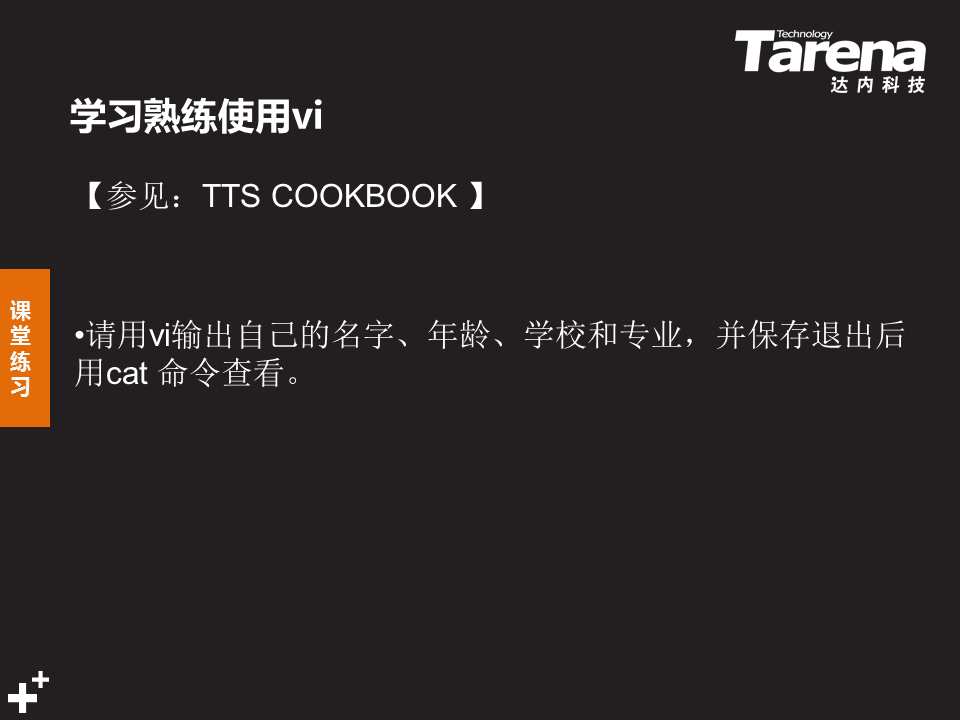 Technology
Tarena
达内科技
学习熟练使用vi
【参见：TTS COOKBOOK 】
课
堂
练
习
•请用vi输出自己的名字、年龄、学校和专业，并保存退出后
用cat 命令查看。